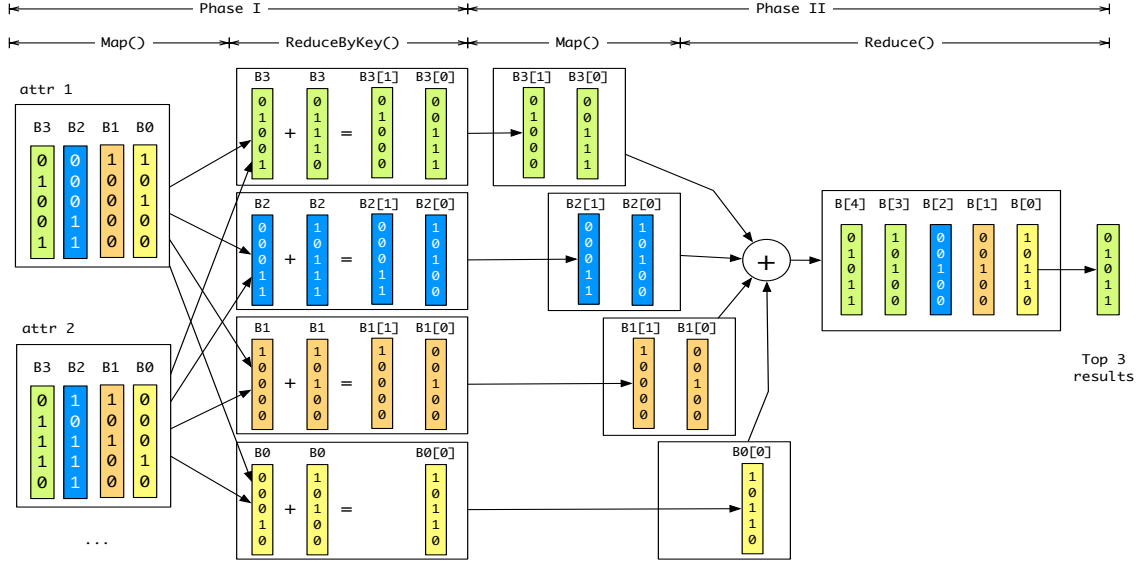 Phase I Phase II
Map() ReduceByKey() Map() Reduce()
attr 1
B3 B2 B1 B0
0 0 1 1
1 0 0 0
0 0 0 1
0 1 0 0
1 1 0 0
attr 2
B3 B2 B1 B0
0 1 1 0
1 0 0 0
1 1 1 0
1 1 0 1
0 1 0 0
...
B3 B3 B3[1] B3[0]
0 0 0 0
1 1 1 0
0 + 1 = 0 1
0 1 0 1
1 0 0 1
B2 B2 B2[1] B2[0]
0 1 0 1
0 0 0 0
0 + 1 = 0 1
1 1 1 0
1 1 1 0
B1 B1 B1[1] B1[0]
1 1 1 0
0 0 0 0
0 + 1 = 0 1
0 0 0 0
0 0 0 0
B0 B0 B0[0]
0 1 1
0 0 0
0 + 1 = 1
1 0 1
0 0 0
B3[1] B3[0]
0 0
1 0
0 1
0 1
0 1
B2[1] B2[0]
0 1
0 0
0 1
1 0
1 0
B1[1] B1[0]
1 0
0 0
0 1
0 0
0 0
B0[0]
1
0
1
1
0
+
B[4] B[3] B[2] B[1] B[0]
0 1 0 0 1
1 0 0 0 0
0 1 1 1 1
1 0 0 0 1
1 0 0 0 0
0
1
0
1
1
Top 3
results